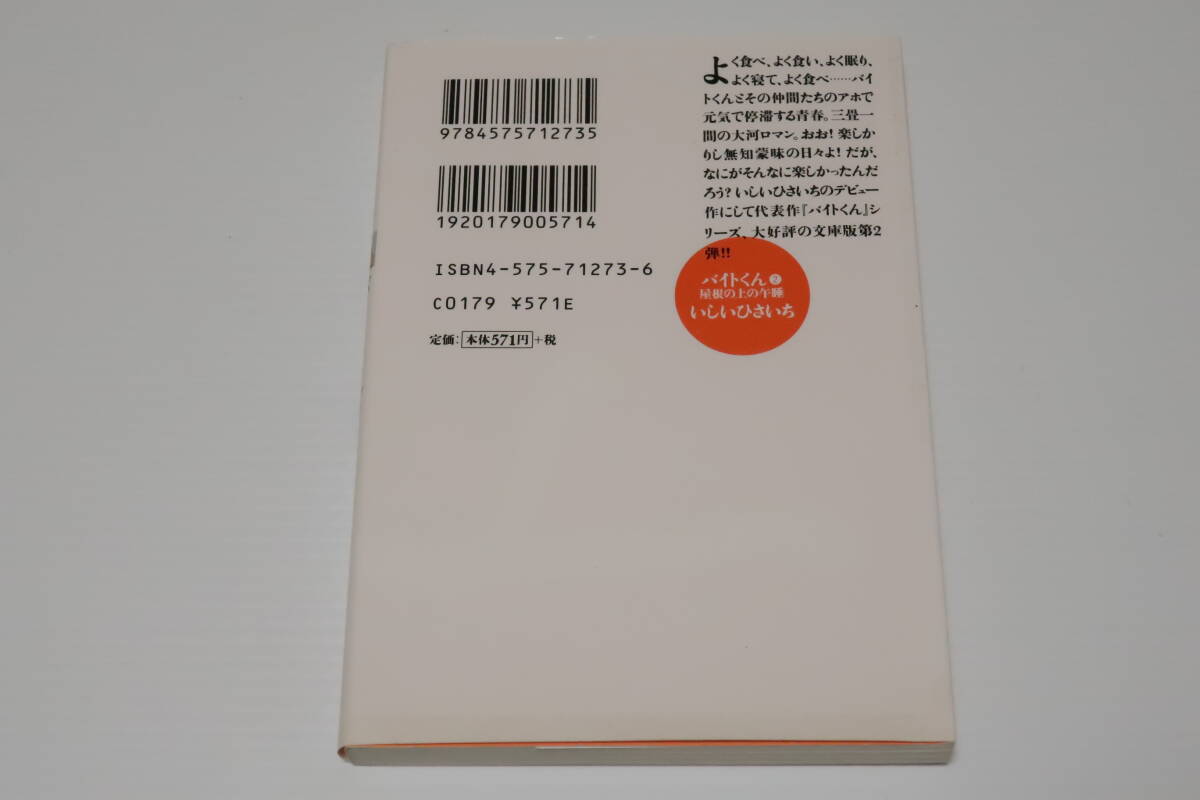 9784575712735
1920179005714
ISBN4-575-71273-6
C0179 ¥571E
定価:本体571円+税
よく食べ、よく食い、よく眠り、
よく寝て、よく食べ……バイ
トくんとその仲間たちのアホで
元気で停滞する青春。三畳一
間の大河ロマン。おお!楽しか
りし無知蒙昧の日々よ!だが、
なにがそんなに楽しかったんだ
ろう?いしいひさいちのデビュー
作にして代表作『バイトくん』シ
リーズ、大好評の文庫版第2
弾!!
バイトくん2
屋根の上の午睡
いしいひさいち